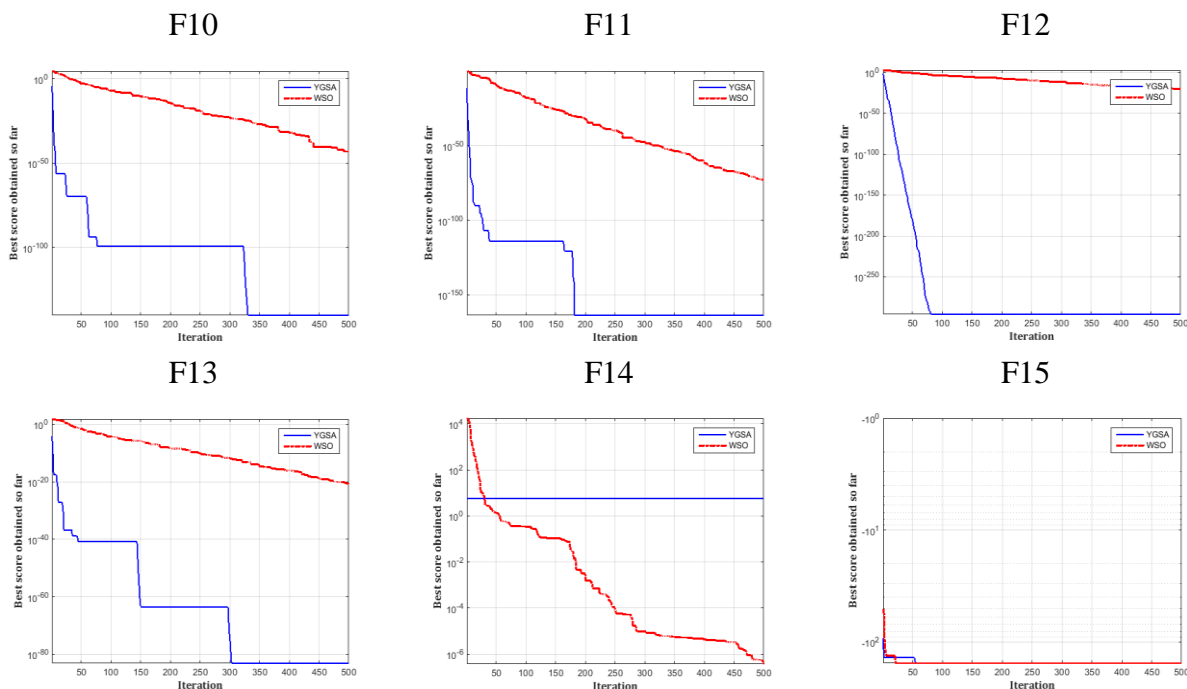 F10
F11
F12
10^0
10^-50
10^-100
Best score obtained so far
YGSA
WSO
50 100 150 200 250 300 350 400 450 500
Iteration
10^-50
10^-100
10^-150
Best score obtained so far
YGSA
WSO
50 100 150 200 250 300 350 400 450 500
Iteration
10^0
10^-50
10^-100
10^-150
10^-200
10^-250
Best score obtained so far
YGSA
WSO
50 100 150 200 250 300 350 400 450 500
Iteration
F13
F14
F15
10^0
10^-20
10^-40
10^-60
10^-80
Best score obtained so far
YGSA
WSO
50 100 150 200 250 300 350 400 450 500
Iteration
10^4
10^2
10^0
10^-2
10^-4
10^-6
Best score obtained so far
YGSA
WSO
50 100 150 200 250 300 350 400 450 500
Iteration
-10^0
-10^1
-10^2
Best score obtained so far
YGSA
WSO
50 100 150 200 250 300 350 400 450 500
Iteration